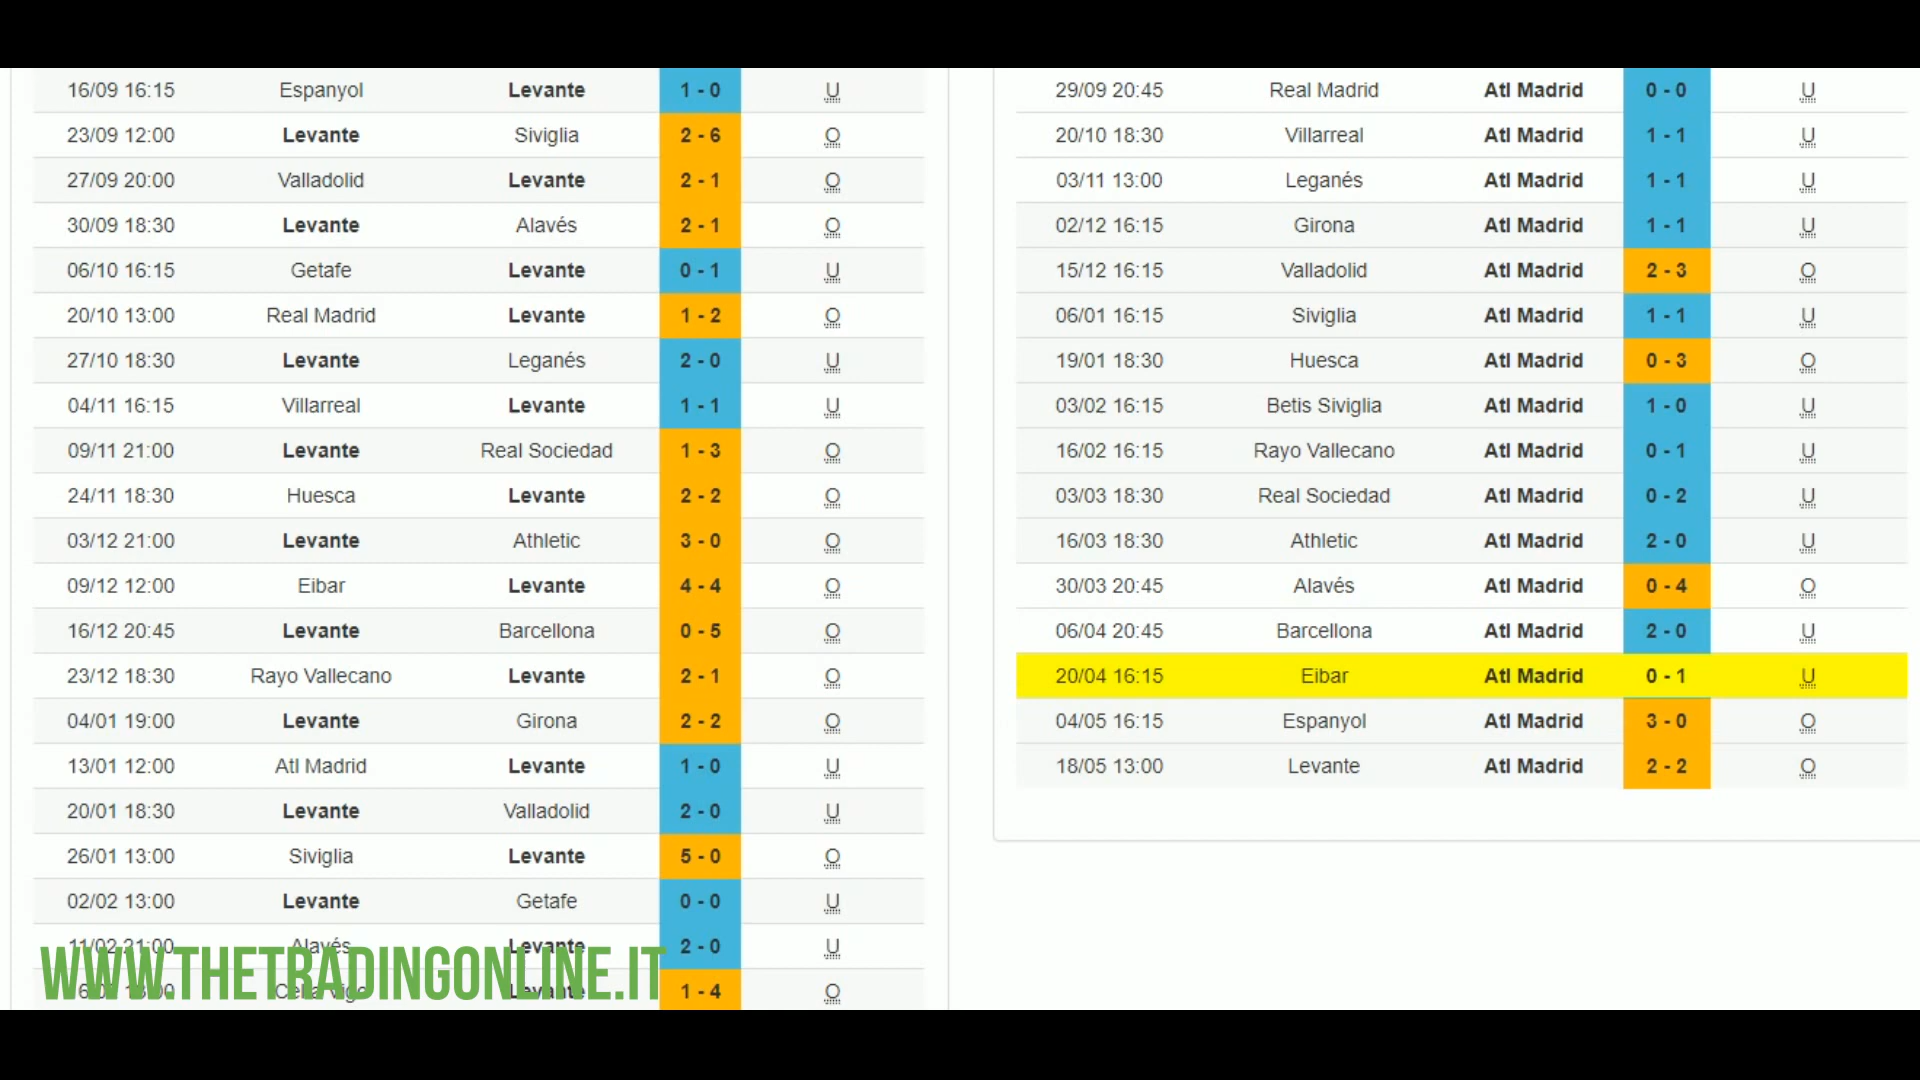 16/09 16:15 Espanyol Levante 1 - 0 U
23/09 12:00 Levante Siviglia 2 - 6 O
27/09 20:00 Valladolid Levante 2 - 1 O
30/09 18:30 Levante Alavés 2 - 1 O
06/10 16:15 Getafe Levante 0 - 1 U
20/10 13:00 Real Madrid Levante 1 - 2 O
27/10 18:30 Levante Leganés 2 - 0 U
04/11 16:15 Villarreal Levante 1 - 1 U
09/11 21:00 Levante Real Sociedad 1 - 3 O
24/11 18:30 Huesca Levante 2 - 2 O
03/12 21:00 Levante Athletic 3 - 0 O
09/12 12:00 Eibar Levante 4 - 4 O
16/12 20:45 Levante Barcellona 0 - 5 O
23/12 18:30 Rayo Vallecano Levante 2 - 1 O
04/01 19:00 Levante Girona 2 - 2 O
13/01 12:00 Atl Madrid Levante 1 - 0 U
20/01 18:30 Levante Valladolid 2 - 0 U
26/01 13:00 Siviglia Levante 5 - 0 O
02/02 13:00 Levante Getafe 0 - 0 U
11/02 21:00 Alavés Levante 2 - 0 U
Celta Vigo Levante 1 - 4 O
WWW.THETRADINGONLINE.IT
29/09 20:45 Real Madrid Atl Madrid 0 - 0 U
20/10 18:30 Villarreal Atl Madrid 1 - 1 U
03/11 13:00 Leganés Atl Madrid 1 - 1 U
02/12 16:15 Girona Atl Madrid 1 - 1 U
15/12 16:15 Valladolid Atl Madrid 2 - 3 O
06/01 16:15 Siviglia Atl Madrid 1 - 1 U
19/01 18:30 Huesca Atl Madrid 0 - 3 O
03/02 16:15 Betis Siviglia Atl Madrid 1 - 0 U
16/02 16:15 Rayo Vallecano Atl Madrid 0 - 1 U
03/03 18:30 Real Sociedad Atl Madrid 0 - 2 U
16/03 18:30 Athletic Atl Madrid 2 - 0 U
30/03 20:45 Alavés Atl Madrid 0 - 4 O
06/04 20:45 Barcellona Atl Madrid 2 - 0 U
20/04 16:15 Eibar Atl Madrid 0 - 1 U
04/05 16:15 Espanyol Atl Madrid 3 - 0 O
18/05 13:00 Levante Atl Madrid 2 - 2 O